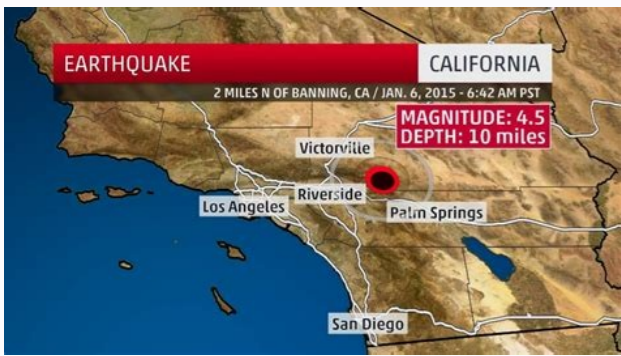 EARTHQUAKE
CALIFORNIA
2 MILES N OF BANNING, CA / JAN. 6, 2015 - 6:42 AM PST
MAGNITUDE: 4.5
DEPTH: 10 miles
Victorville
Riverside
Los Angeles
Palm Springs
San Diego